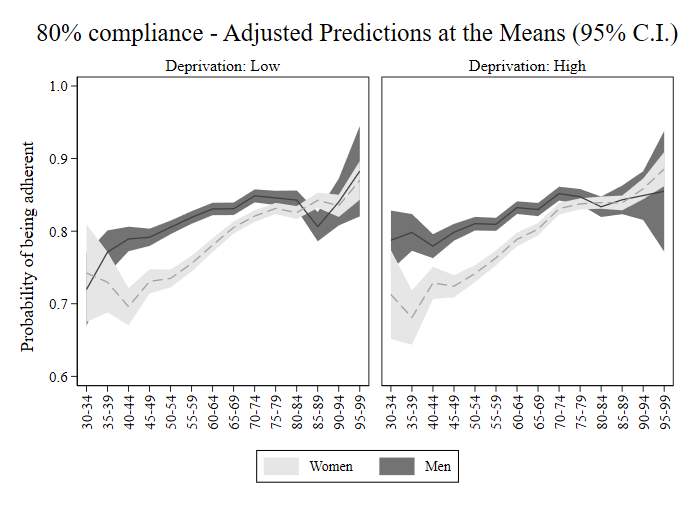 80% compliance - Adjusted Predictions at the Means (95% C.I.)
Deprivation: Low
Deprivation: High
Probability of being adherent
1.0
0.9
0.8
0.7
0.6
30-34 35-39 40-44 45-49 50-54 55-59 60-64 65-69 70-74 75-79 80-84 85-89 90-94 95-99
30-34 35-39 40-44 45-49 50-54 55-59 60-64 65-69 70-74 75-79 80-84 85-89 90-94 95-99
Women Men